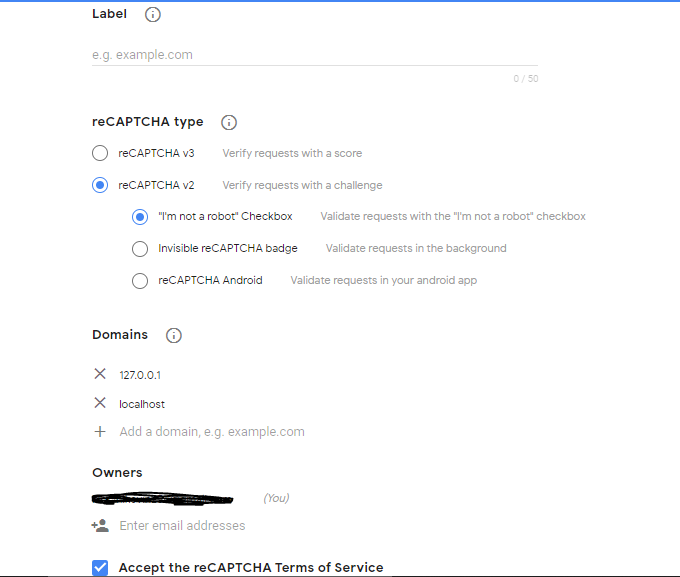 Label
e.g. example.com
0 / 50
reCAPTCHA type
reCAPTCHA v3 Verify requests with a score
reCAPTCHA v2 Verify requests with a challenge
"I'm not a robot" Checkbox Validate requests with the "I'm not a robot" checkbox
Invisible reCAPTCHA badge Validate requests in the background
reCAPTCHA Android Validate requests in your android app
Domains
127.0.0.1
localhost
Add a domain, e.g. example.com
Owners
(You)
Enter email addresses
Accept the reCAPTCHA Terms of Service